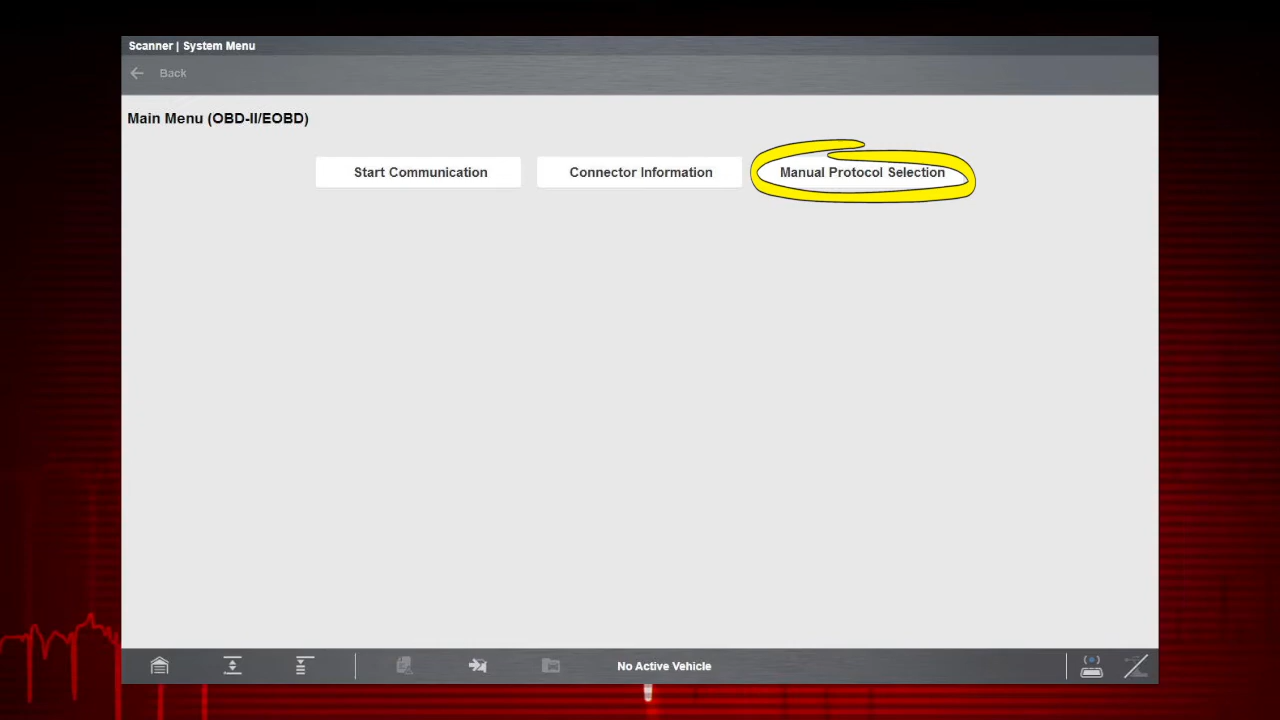 Scanner | System Menu
Back
Main Menu (OBD-II/EOBD)
Start Communication
Connector Information
Manual Protocol Selection
No Active Vehicle